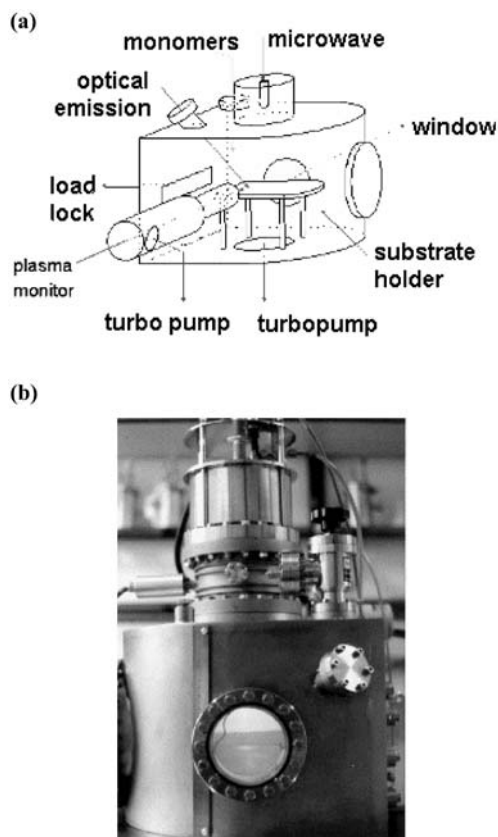 (a)
monomers
microwave
optical
emission
window
load
lock
plasma
monitor
substrate
holder
turbo pump
turbopump
(b)